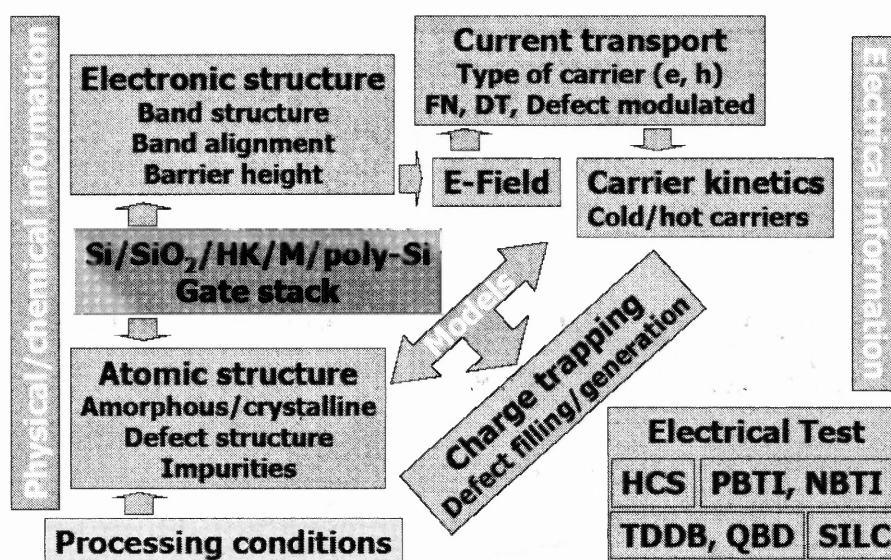 Physical/chemical information
Electronic structure
Band structure
Band alignment
Barrier height
Current transport
Type of carrier (e, h)
FN, DT, Defect modulated
E-Field
Carrier kinetics
Cold/hot carriers
Electrical information
Si/SiO₂/HK/M/poly-Si
Gate stack
Models
Charge trapping
Defect filling/generation
Atomic structure
Amorphous/crystalline
Defect structure
Impurities
Processing conditions
Electrical Test
HCS
PBTI, NBTI
TDDB, QBD
SILC